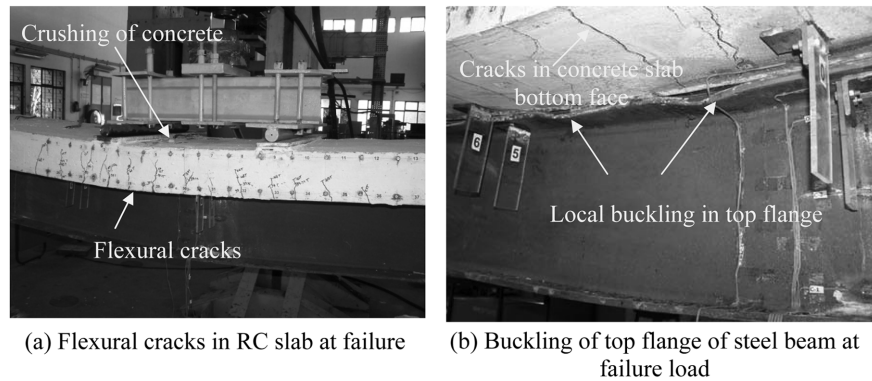 Crushing of concrete
Flexural cracks
(a) Flexural cracks in RC slab at failure
Cracks in concrete slab
bottom face
6
5
Local buckling in top flange
(b) Buckling of top flange of steel beam at
failure load